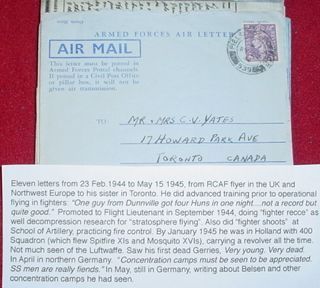 ARMED FORCES AIR LETTER
AIR MAIL
This letter must be posted in
Armed Forces Postal channels.
If posted in a Civil Post Office
or pillar box, it will not be
given air transmission.
TO:
MR & MRS C.V. YATES
17 HOWARD PARK AVE
TORONTO CANADA
Eleven letters from 23 Feb. 1944 to May 15 1945, from RCAF flyer in the UK and
Northwest Europe to his sister in Toronto. He did advanced training prior to operational
flying in fighters: "One guy from Dunnville got four Huns in one night....not a record but
quite good." Promoted to Flight Lieutenant in September 1944, doing "fighter recce" as
well decompression research for "stratosphere flying". Also did "fighter shoots" at
School of Artillery, practicing fire control. By January 1945 he was in Holland with 400
Squadron (which flew Spitfire XIs and Mosquito XVIs), carrying a revolver all the time.
Not much seen of the Luftwaffe. Saw his first dead Gerries, Very young. Very dead.
In April in northern Germany. "Concentration camps must be seen to be appreciated.
SS men are really fiends." In May, still in Germany, writing about Belsen and other
concentration camps he had seen.